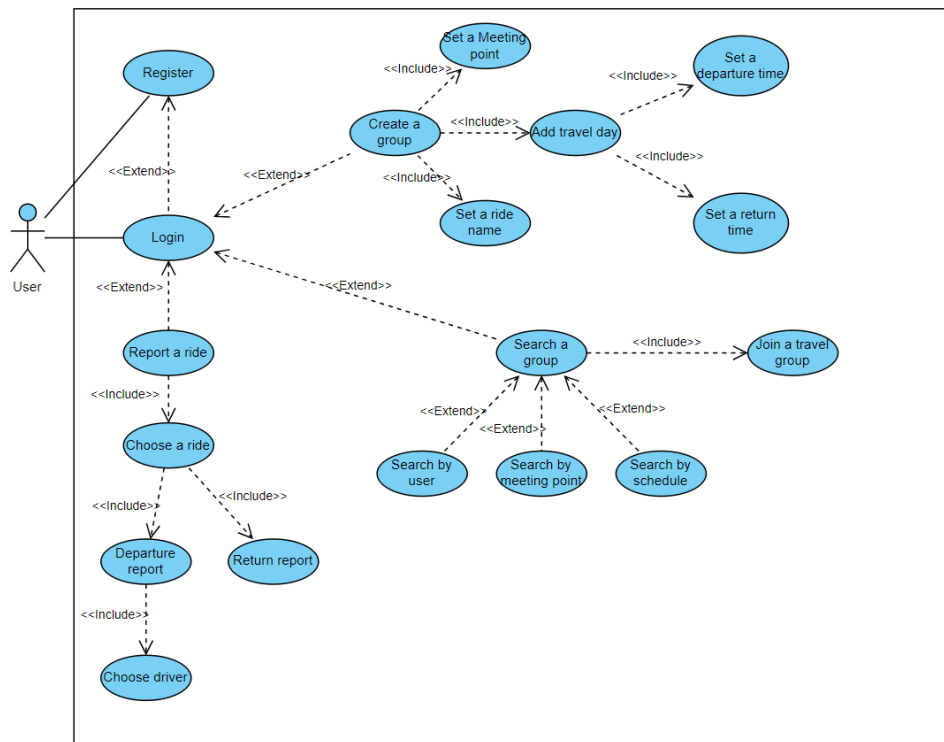 Set a Meeting
point
<<Include>>
Set a
departure time
Register
<<Include>>
Create a
group
<<Include>>
Add travel day
<<Extend>>
<<Extend>>
<<Include>>
<<Include>>
Set a ride
name
Set a return
time
Login
User
<<Extend>>
<<Extend>>
Report a ride
Search a
group
<<Include>>
Join a travel
group
<<Include>>
<<Extend>>
<<Extend>>
<<Extend>>
Choose a ride
Search by
user
Search by
meeting point
Search by
schedule
<<Include>>
<<Include>>
Departure
report
Return report
<<Include>>
Choose driver